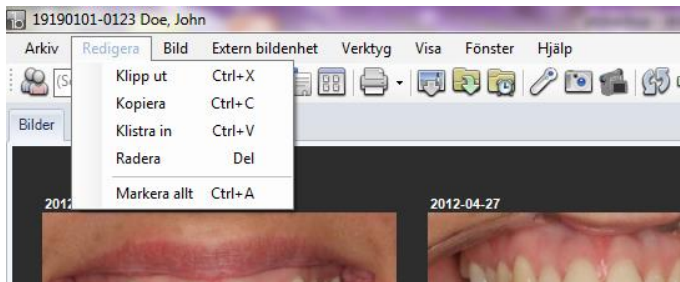 19190101-0123 Doe, John
Arkiv Redigera Bild Extern bildenhet Verktyg Visa Fönster Hjälp
Klipp ut Ctrl+X
Kopiera Ctrl+C
Klistra in Ctrl+V
Bilder
Radera Del
Markera allt Ctrl+A
2012-04-27